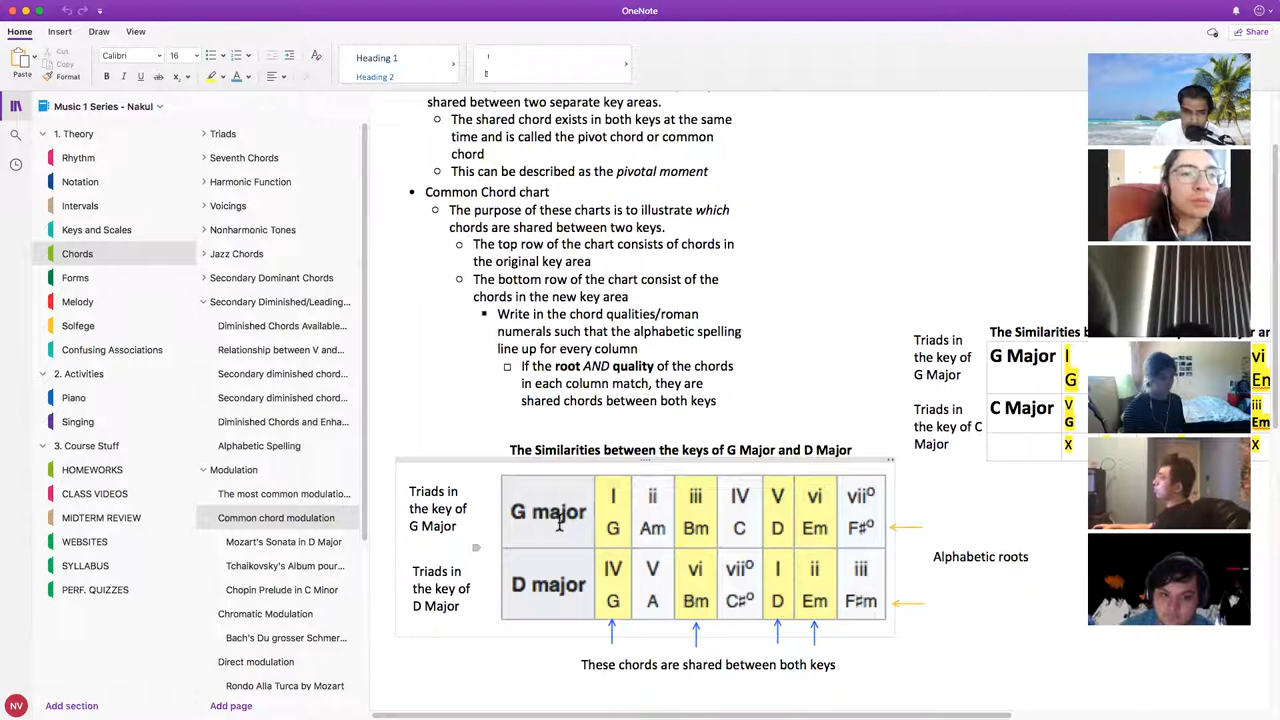 OneNote
Home Insert Draw View
Share
Paste
Cut
Copy
Format
Calibri 16
B I U ab x
A
Heading 1
Heading 2
Music 1 Series - Nakul
1. Theory
Rhythm
Notation
Intervals
Keys and Scales
Chords
Forms
Melody
Solfege
Confusing Associations
2. Activities
Piano
Singing
3. Course Stuff
HOMEWORKS
CLASS VIDEOS
MIDTERM REVIEW
WEBSITES
SYLLABUS
PERF. QUIZZES
NV
Add section
Triads
Seventh Chords
Harmonic Function
Voicings
Nonharmonic Tones
Jazz Chords
Secondary Dominant Chords
Secondary Diminished/Leading...
Diminished Chords Available...
Relationship between V and...
Secondary diminished chord...
Secondary diminished chord...
Diminished Chords and Enha...
Alphabetic Spelling
Modulation
The most common modulatio...
Common chord modulation
Mozart's Sonata in D Major
Tchaikovsky's Album pour...
Chopin Prelude in C Minor
Chromatic Modulation
Bach's Du grosser Schmer...
Direct modulation
Rondo Alla Turca by Mozart
Add page
shared between two separate key areas.
The shared chord exists in both keys at the same
time and is called the pivot chord or common
chord
This can be described as the pivotal moment
Common Chord chart
The purpose of these charts is to illustrate which
chords are shared between two keys.
The top row of the chart consists of chords in
the original key area
The bottom row of the chart consist of the
chords in the new key area
Write in the chord qualities/roman
numerals such that the alphabetic spelling
line up for every column
If the root AND quality of the chords
in each column match, they are
shared chords between both keys
The Similarities between the keys of G Major and D Major
Triads in
the key of
G Major
G major
I ii iii IV V vi vii°
G Am Bm C D Em F♯°
Triads in
the key of
D Major
D major
IV V vi vii° I ii iii
G A Bm C♯° D Em F♯m
These chords are shared between both keys
Alphabetic roots
The Similarities
Triads in
the key of
G Major
G Major I vi
G
Triads in
the key of C
Major
C Major V iii
G Em
X X